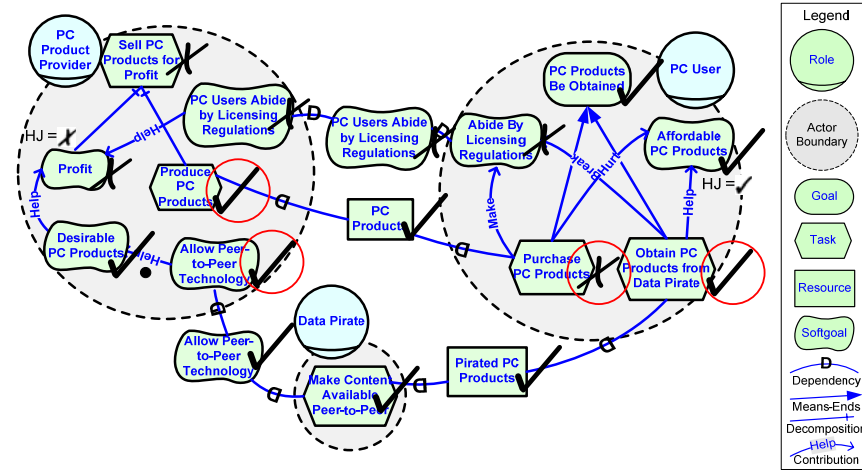 PC
Product
Provider
Sell PC
Products for
Profit
PC Users Abide
by Licensing
Regulations
HJ =
Profit
Help
Produce
PC
Products
Help
Desirable
PC Products
Help
Allow Peer-
to-Peer
Technology
D
PC Users Abide
by Licensing
Regulations
D
D
PC
Product
D
PC Products
Be Obtained
PC User
Abide By
Licensing
Regulations
Affordable
PC Products
HJ =
Break
Hurt
Make
Help
Purchase
PC Products
Obtain PC
Products from
Data Pirate
D
Allow Peer-
to-Peer
Technology
D
Data Pirate
Make Content
Available
Peer-to-Peer
D
Pirated PC
Products
D
Legend
Role
Actor
Boundary
Goal
Task
Resource
Softgoal
D
Dependency
Means-Ends
Decomposition
Help
Contribution